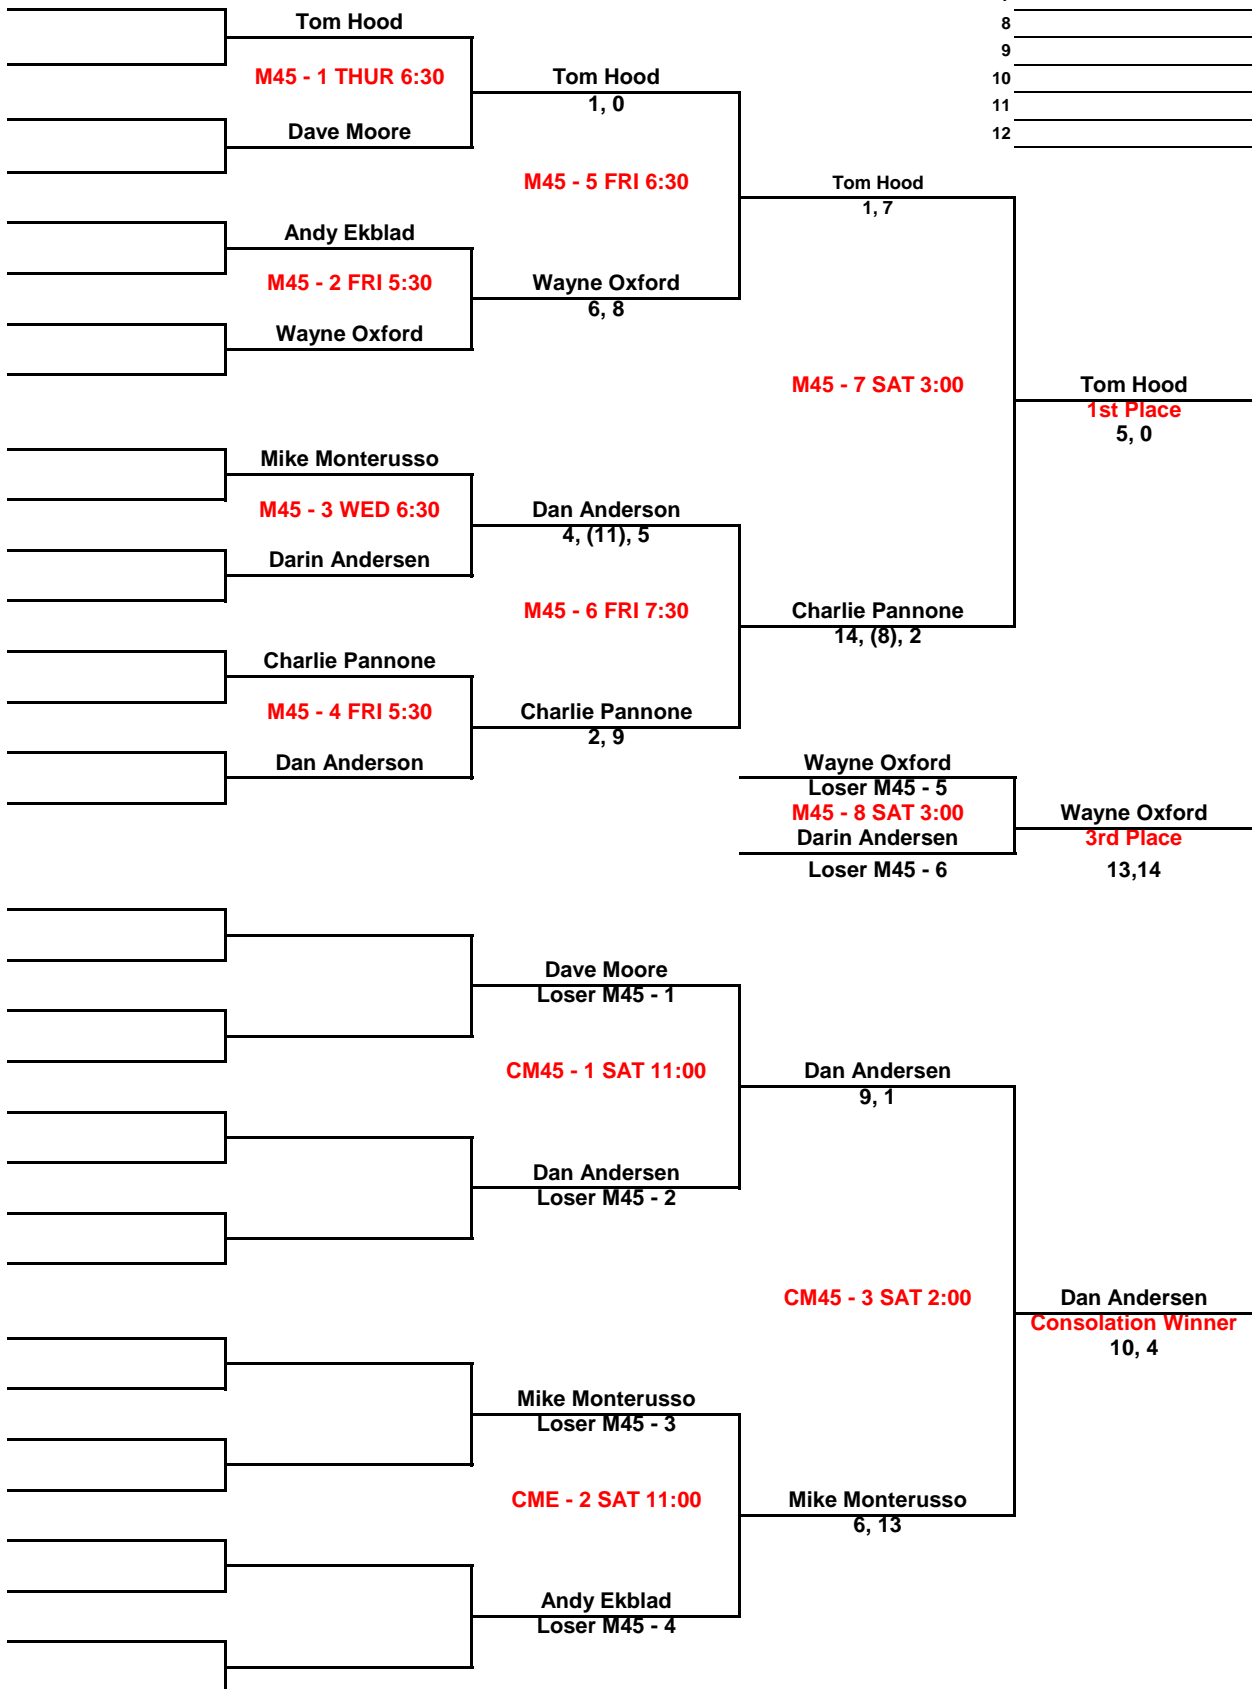 Tom Hood
8
9
M45 - 1 THUR 6:30
Tom Hood
10
1, 0
11
Dave Moore
12
M45 - 5 FRI 6:30
Tom Hood
1, 7
Andy Ekblad
M45 - 2 FRI 5:30
Wayne Oxford
6, 8
Wayne Oxford
M45 - 7 SAT 3:00
Tom Hood
1st Place
5, 0
Mike Monterusso
M45 - 3 WED 6:30
Dan Anderson
4, (11), 5
Darin Andersen
M45 - 6 FRI 7:30
Charlie Pannone
14, (8), 2
Charlie Pannone
M45 - 4 FRI 5:30
Charlie Pannone
2, 9
Dan Anderson
Wayne Oxford
Loser M45 - 5
M45 - 8 SAT 3:00
Wayne Oxford
Darin Andersen
3rd Place
Loser M45 - 6
13,14
Dave Moore
Loser M45 - 1
CM45 - 1 SAT 11:00
Dan Andersen
9, 1
Dan Andersen
Loser M45 - 2
CM45 - 3 SAT 2:00
Dan Andersen
Consolation Winner
10, 4
Mike Monterusso
Loser M45 - 3
CME - 2 SAT 11:00
Mike Monterusso
6, 13
Andy Ekblad
Loser M45 - 4